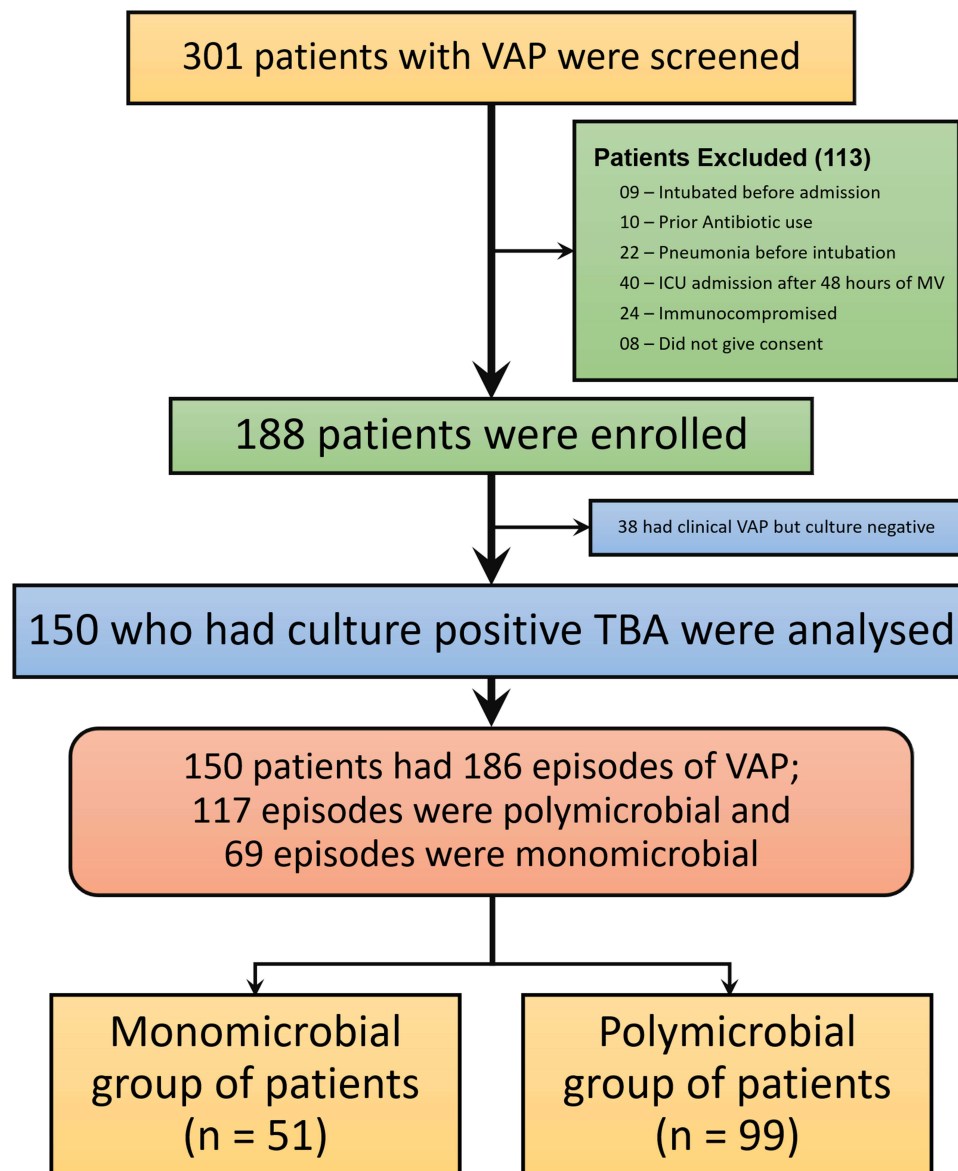 301 patients with VAP were screened
Patients Excluded (113)
09 – Intubated before admission
10 – Prior Antibiotic use
22 – Pneumonia before intubation
40 – ICU admission after 48 hours of MV
24 – Immunocompromised
08 – Did not give consent
188 patients were enrolled
38 had clinical VAP but culture negative
150 who had culture positive TBA were analysed
150 patients had 186 episodes of VAP;
117 episodes were polymicrobial and
69 episodes were monomicrobial
Monomicrobial
group of patients
(n = 51)
Polymicrobial
group of patients
(n = 99)